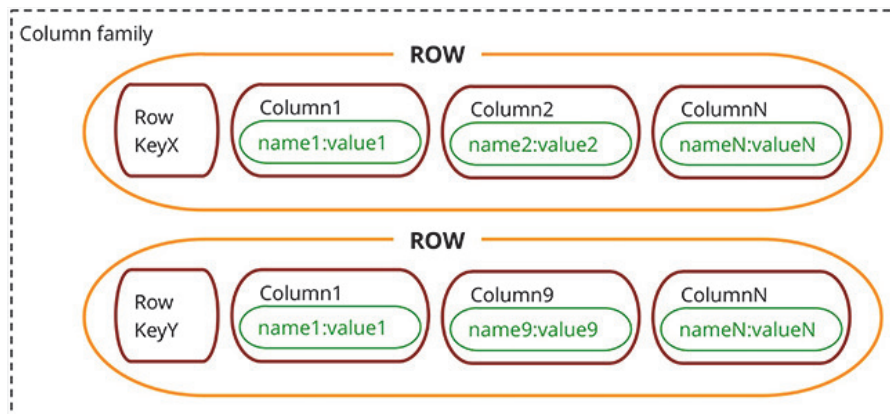 Column family
ROW
Row
KeyX
Column1
name1:value1
Column2
name2:value2
ColumnN
nameN:valueN
ROW
Row
KeyY
Column1
name1:value1
Column9
name9:value9
ColumnN
nameN:valueN